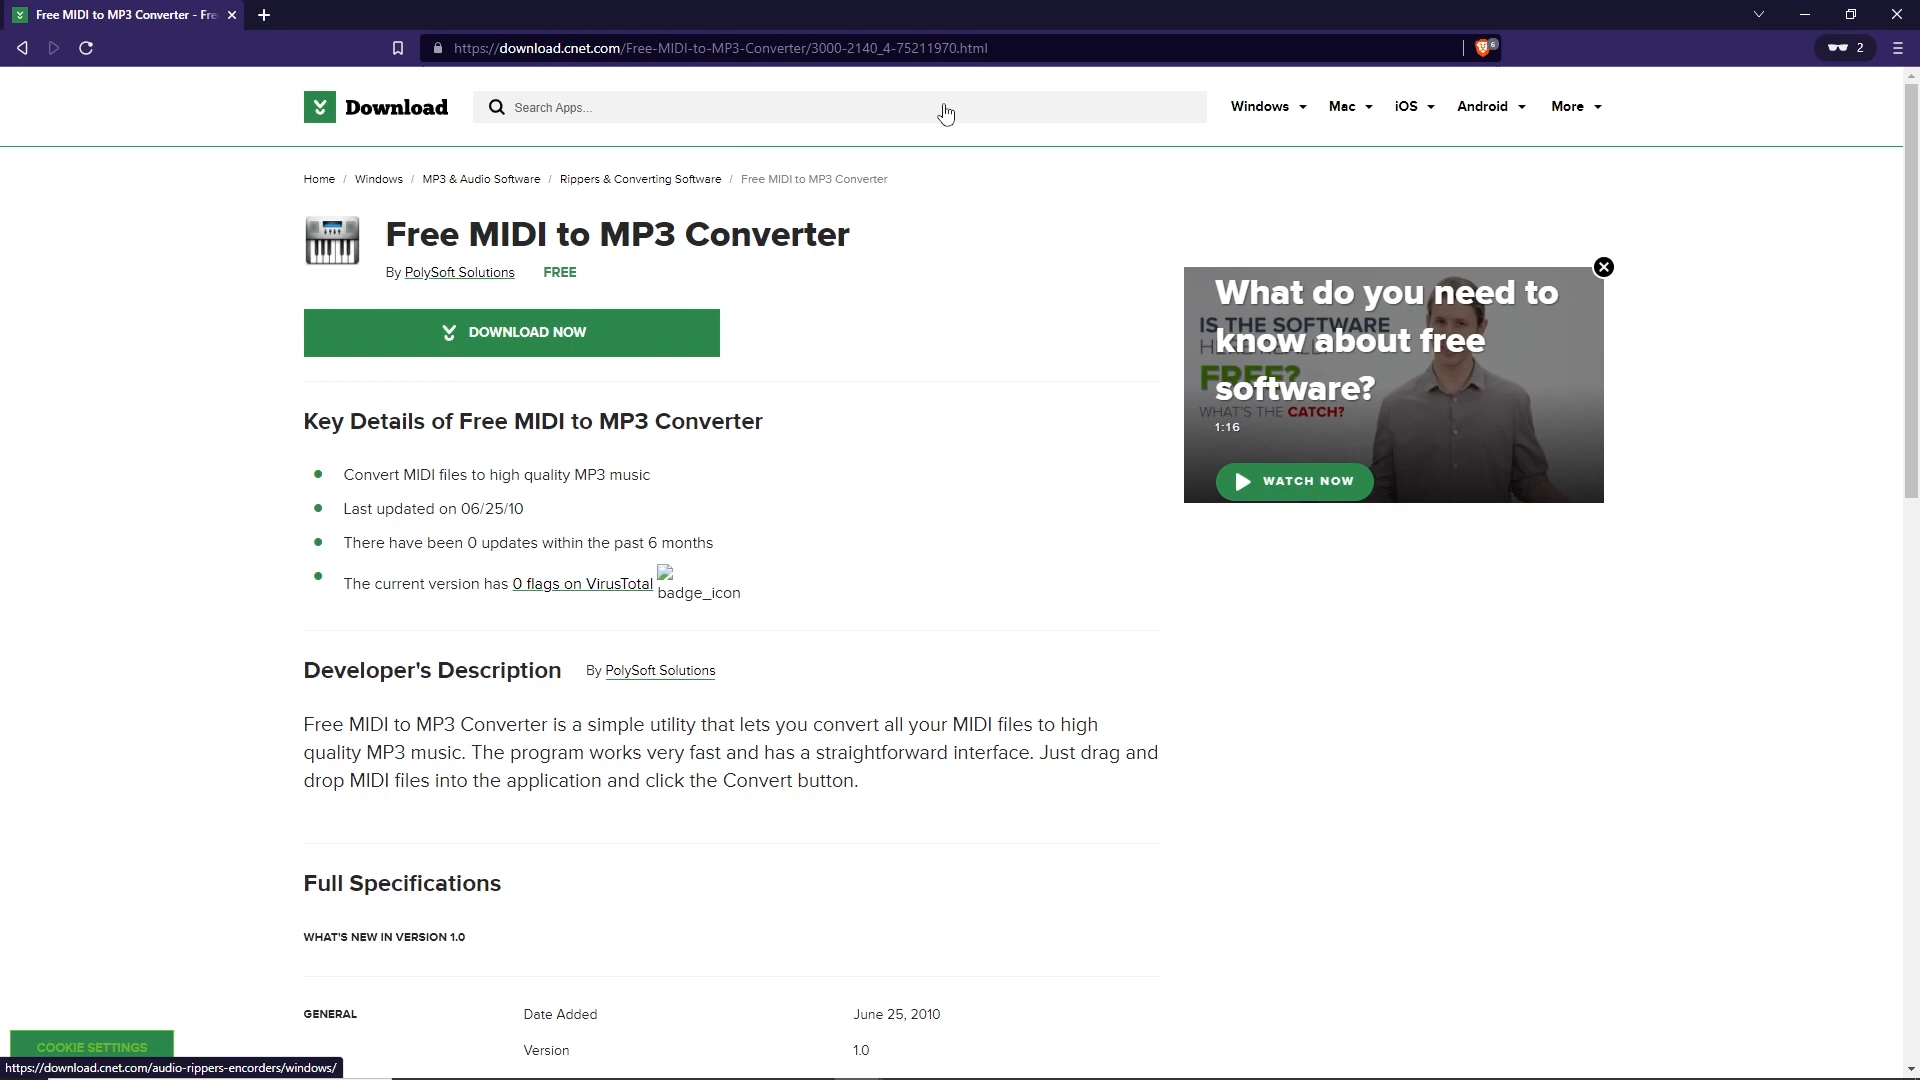 Free MIDI to MP3 Converter - Fre
https://download.cnet.com/Free-MIDI-to-MP3-Converter/3000-2140_4-75211970.html
6
2
Download
Search Apps...
Windows
Mac
iOS
Android
More
Home / Windows / MP3 & Audio Software / Rippers & Converting Software / Free MIDI to MP3 Converter
Free MIDI to MP3 Converter
By PolySoft Solutions
FREE
DOWNLOAD NOW
What do you need to
know about free
software?
IS THE SOFTWARE
FREE?
WHAT'S THE CATCH?
1:16
WATCH NOW
Key Details of Free MIDI to MP3 Converter
Convert MIDI files to high quality MP3 music
Last updated on 06/25/10
There have been 0 updates within the past 6 months
The current version has 0 flags on VirusTotal
badge_icon
Developer's Description
By PolySoft Solutions
Free MIDI to MP3 Converter is a simple utility that lets you convert all your MIDI files to high
quality MP3 music. The program works very fast and has a straightforward interface. Just drag and
drop MIDI files into the application and click the Convert button.
Full Specifications
WHAT'S NEW IN VERSION 1.0
GENERAL
Date Added
June 25, 2010
Version
1.0
COOKIE SETTINGS
https://download.cnet.com/audio-rippers-encorders/windows/